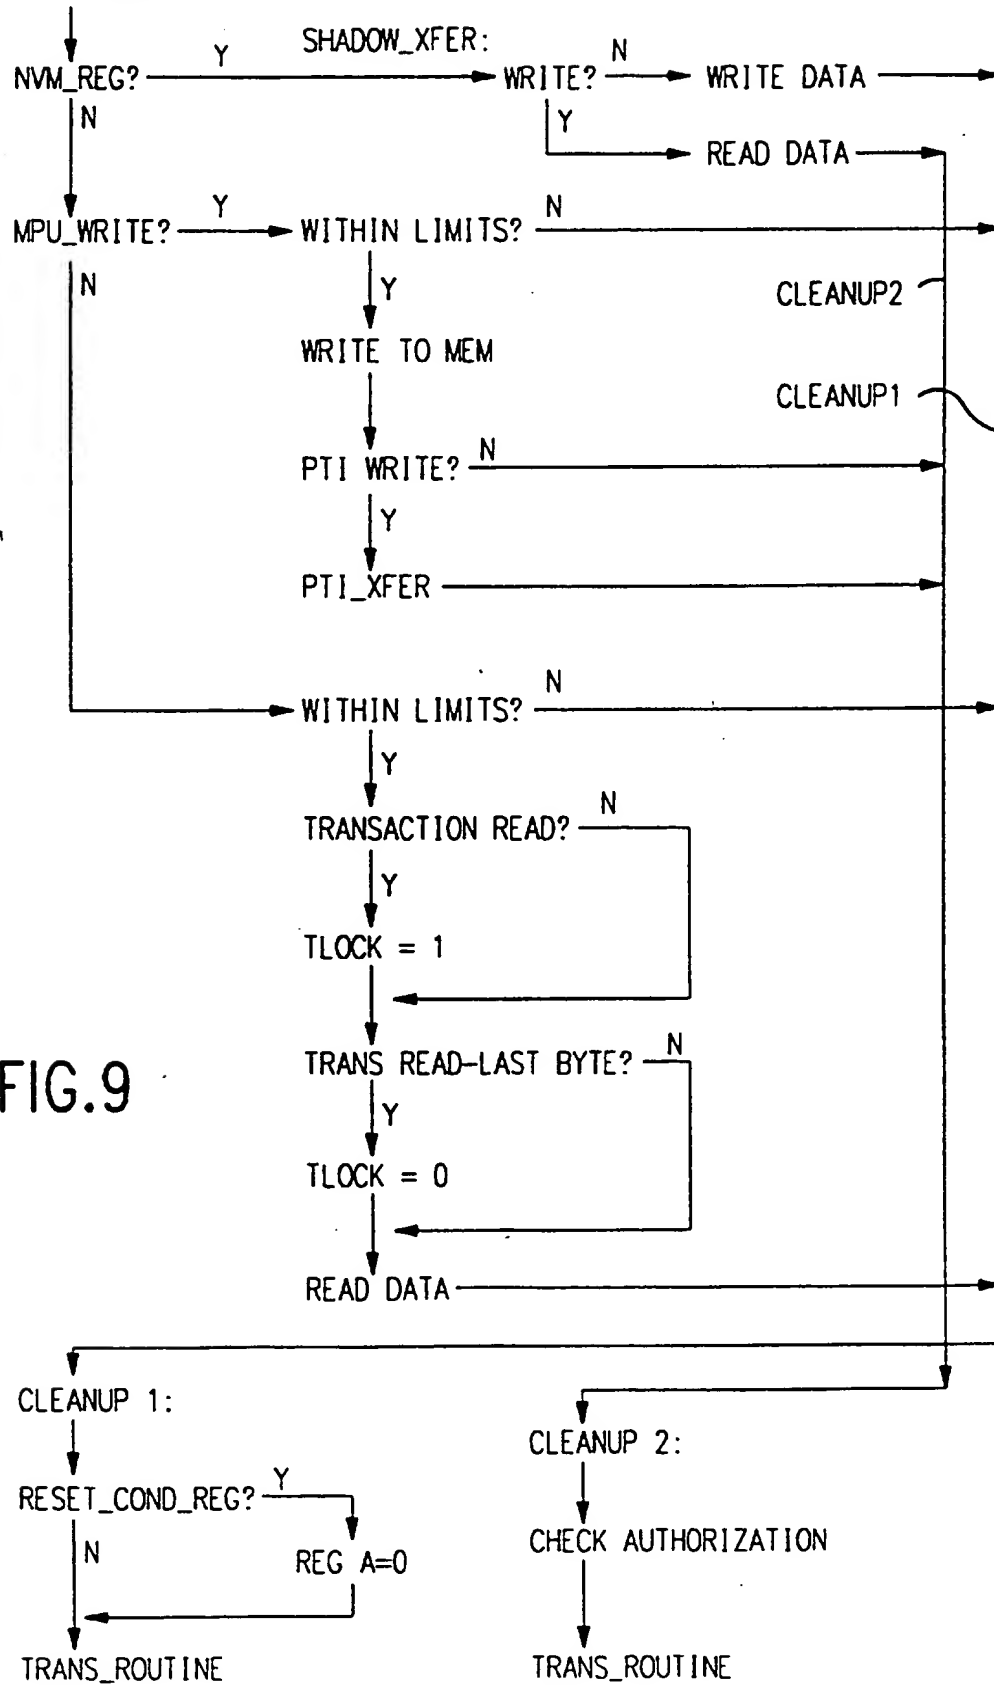 SHADOW_XFER:
Y
NVM_REG?
WRITE?
N
WRITE DATA
N
Y
READ DATA
MPU_WRITE?
Y
WITHIN LIMITS?
N
N
Y
CLEANUP2
WRITE TO MEM
CLEANUP1
PTI WRITE?
N
Y
PTI_XFER
WITHIN LIMITS?
N
Y
TRANSACTION READ?
N
Y
TLOCK = 1
TRANS READ-LAST BYTE?
N
FIG.9
Y
TLOCK = 0
READ DATA
CLEANUP 1:
CLEANUP 2:
RESET_COND_REG?
Y
CHECK AUTHORIZATION
N
REG A=0
TRANS_ROUTINE
TRANS_ROUTINE